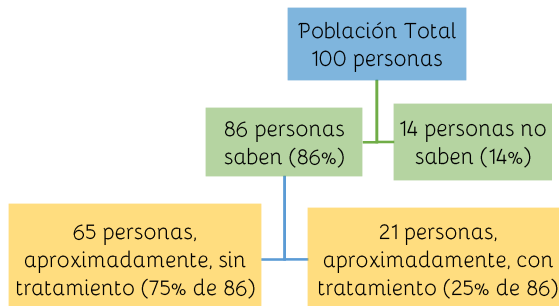 Población Total
100 personas
86 personas
saben (86%)
14 personas no
saben (14%)
65 personas,
aproximadamente, sin
tratamiento (75% de 86)
21 personas,
aproximadamente, con
tratamiento (25% de 86)